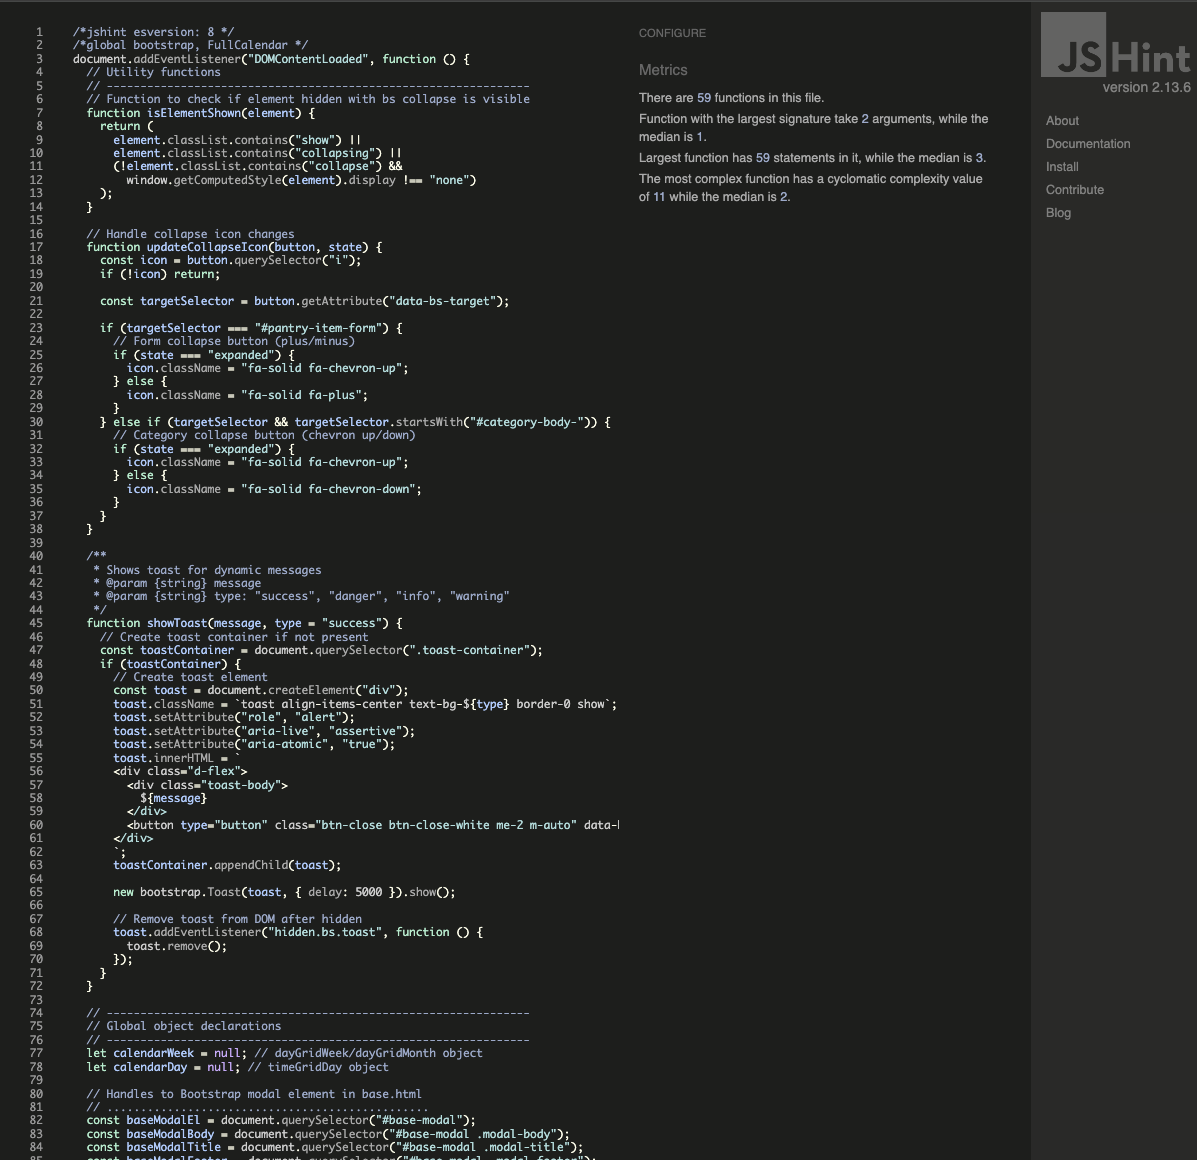 1 /*jshint esversion: 8 */
2 /*global bootstrap, FullCalendar */
3 document.addEventListener("DOMContentLoaded", function () {
4 // Utility functions
5 // ---------------------------------------------------------------
6 // Function to check if element hidden with bs collapse is visible
7 function isElementShown(element) {
8 return (
9 element.classList.contains("show") ||
10 element.classList.contains("collapsing") ||
11 (!element.classList.contains("collapse") &&
12 window.getComputedStyle(element).display !== "none")
13 );
14 }
15
16 // Handle collapse icon changes
17 function updateCollapseIcon(button, state) {
18 const icon = button.querySelector("i");
19 if (!icon) return;
20
21 const targetSelector = button.getAttribute("data-bs-target");
22
23 if (targetSelector === "#pantry-item-form") {
24 // Form collapse button (plus/minus)
25 if (state === "expanded") {
26 icon.className = "fa-solid fa-chevron-up";
27 } else {
28 icon.className = "fa-solid fa-plus";
29 }
30 } else if (targetSelector && targetSelector.startsWith("#category-body-")) {
31 // Category collapse button (chevron up/down)
32 if (state === "expanded") {
33 icon.className = "fa-solid fa-chevron-up";
34 } else {
35 icon.className = "fa-solid fa-chevron-down";
36 }
37 }
38 }
39
40 /**
41 * Shows toast for dynamic messages
42 * @param {string} message
43 * @param {string} type: "success", "danger", "info", "warning"
44 */
45 function showToast(message, type = "success") {
46 // Create toast container if not present
47 const toastContainer = document.querySelector(".toast-container");
48 if (toastContainer) {
49 // Create toast element
50 const toast = document.createElement("div");
51 toast.className = `toast align-items-center text-bg-${type} border-0 show`;
52 toast.setAttribute("role", "alert");
53 toast.setAttribute("aria-live", "assertive");
54 toast.setAttribute("aria-atomic", "true");
55 toast.innerHTML = `
56 <div class="d-flex">
57 <div class="toast-body">
58 ${message}
59 </div>
60 <button type="button" class="btn-close btn-close-white me-2 m-auto" data-
61 </div>
62 `;
63 toastContainer.appendChild(toast);
64
65 new bootstrap.Toast(toast, { delay: 5000 }).show();
66
67 // Remove toast from DOM after hidden
68 toast.addEventListener("hidden.bs.toast", function () {
69 toast.remove();
70 });
71 }
72 }
73
74 // ---------------------------------------------------------------
75 // Global object declarations
76 // ---------------------------------------------------------------
77 let calendarWeek = null; // dayGridWeek/dayGridMonth object
78 let calendarDay = null; // timeGridDay object
79
80 // Handles to Bootstrap modal element in base.html
81 // ................................................
82 const baseModalEl = document.querySelector("#base-modal");
83 const baseModalBody = document.querySelector("#base-modal .modal-body");
84 const baseModalTitle = document.querySelector("#base-modal .modal-title");
85 const baseModalFooter = document.querySelector("#base-modal .modal-footer");
CONFIGURE
Metrics
There are 59 functions in this file.
Function with the largest signature take 2 arguments, while the
median is 1.
Largest function has 59 statements in it, while the median is 3.
The most complex function has a cyclomatic complexity value
of 11 while the median is 2.
JSHint
version 2.13.6
About
Documentation
Install
Contribute
Blog